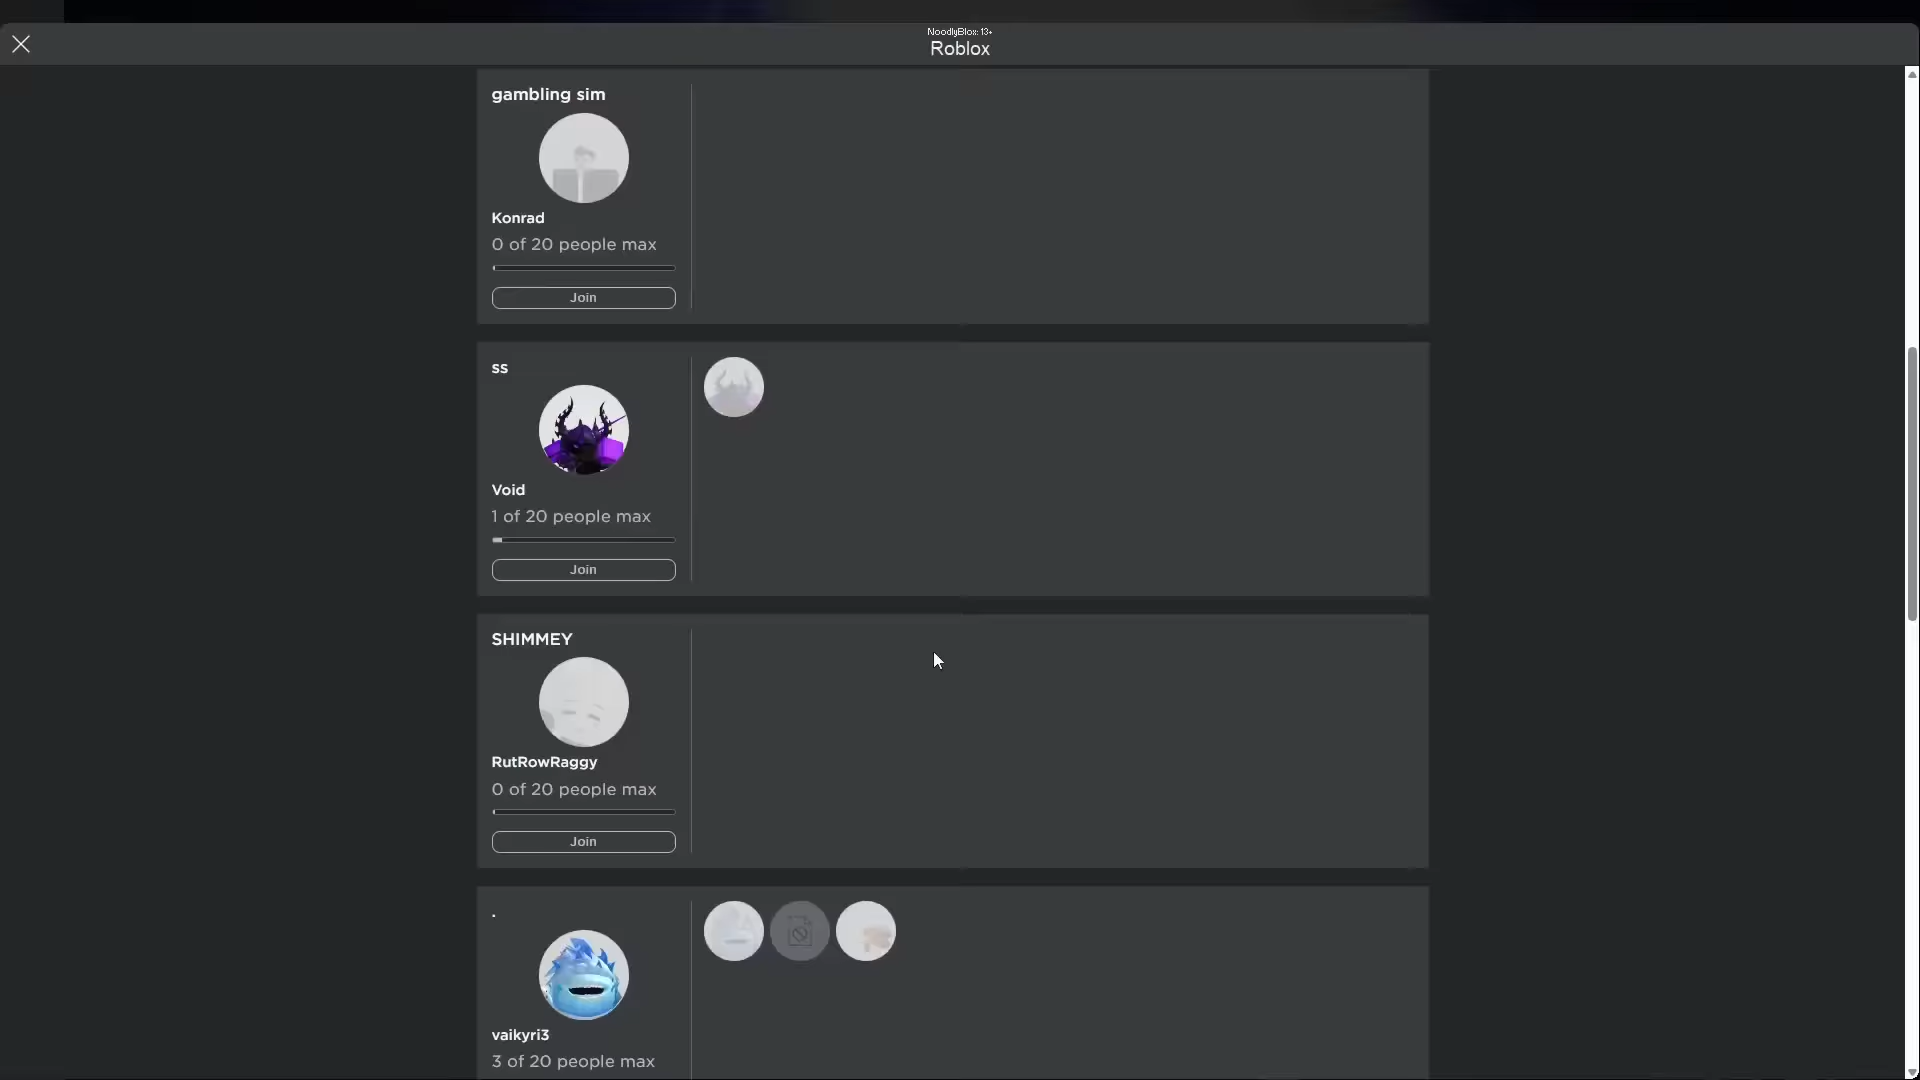 NoodlyBlox: 13+
Roblox
gambling sim
Konrad
0 of 20 people max
Join
ss
Void
1 of 20 people max
Join
SHIMMEY
RutRowRaggy
0 of 20 people max
Join
.
vaikyri3
3 of 20 people max